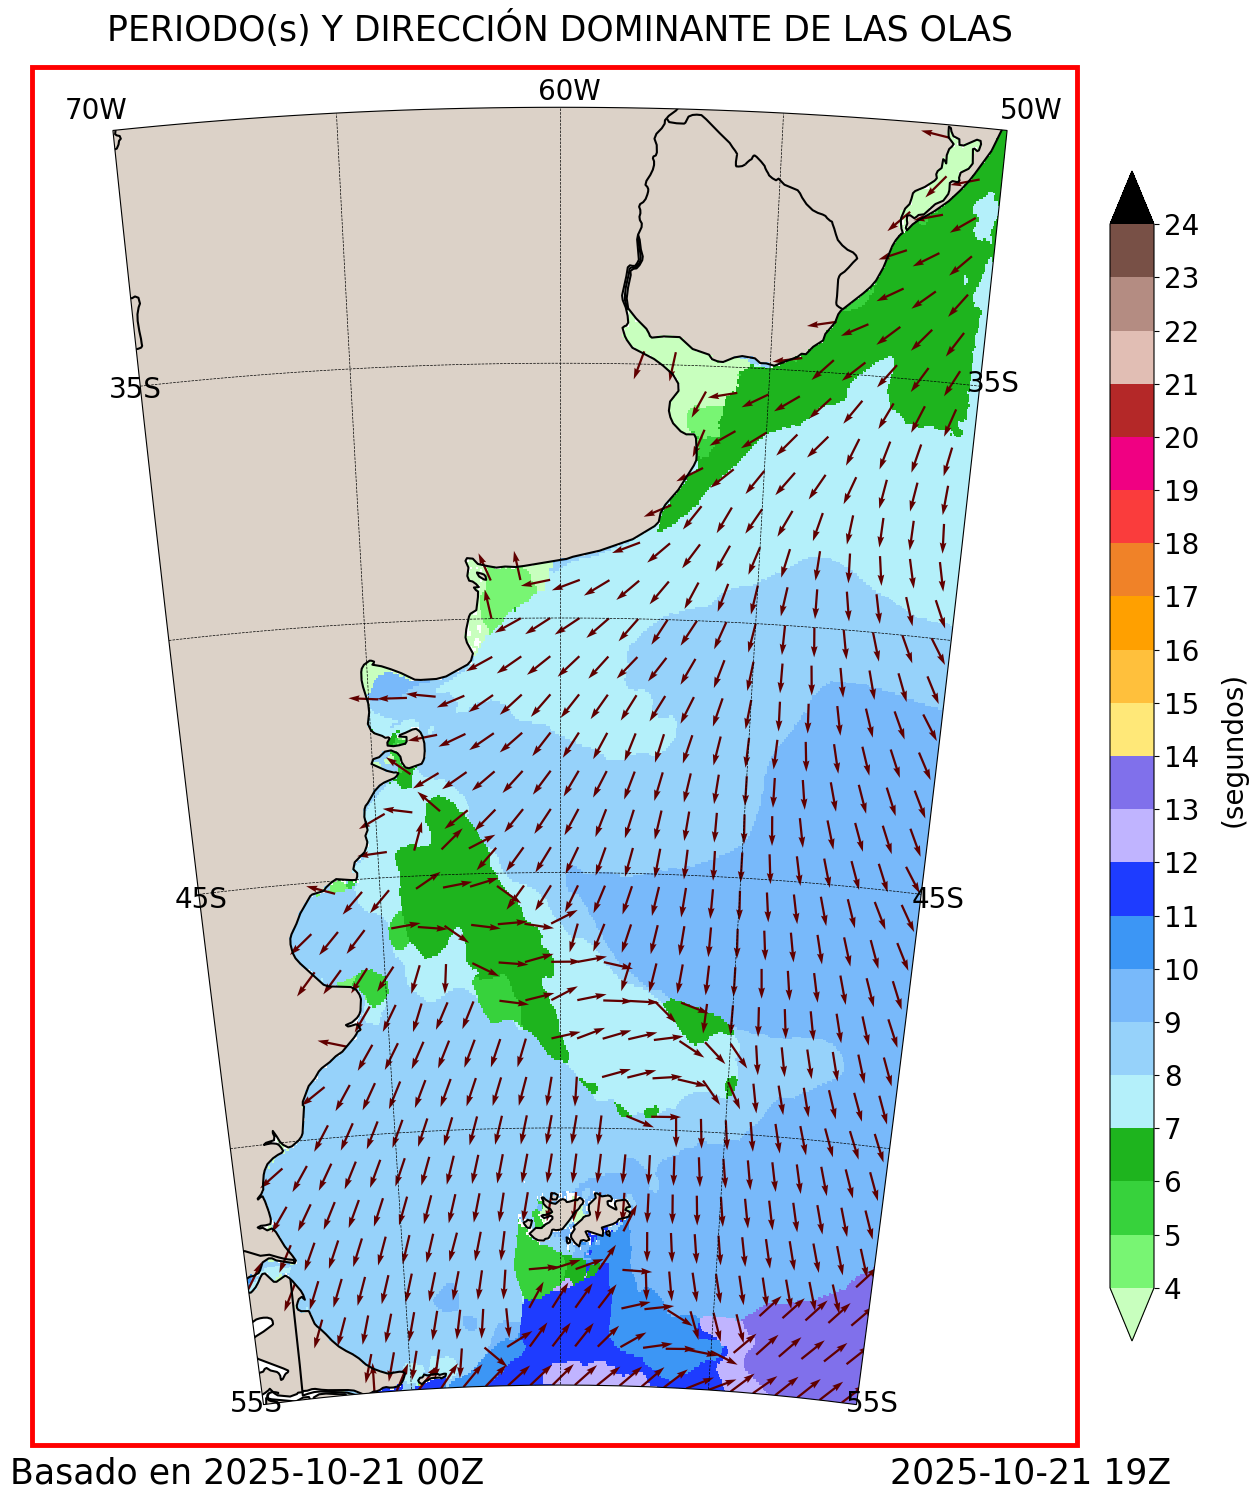 PERIODO(s) Y DIRECCIÓN DOMINANTE DE LAS OLAS
70W
60W
50W
35S
35S
45S
45S
55S
55S
24
23
22
21
20
19
18
17
16
15
14
13
12
11
10
9
8
7
6
5
4
(segundos)
Basado en 2025-10-21 00Z
2025-10-21 19Z